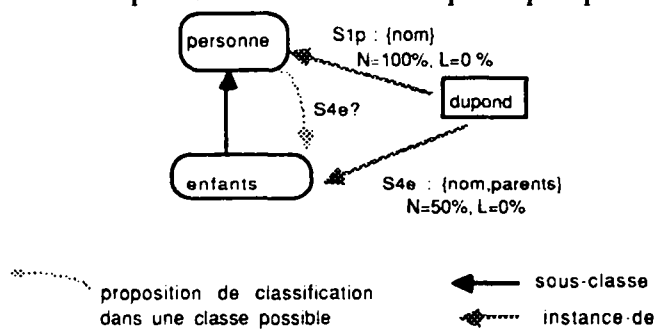 personne
S1p : {nom}
N=100%, L=0 %
dupond
S4e?
enfants
S4e : {nom,parents}
N=50%, L=0%
proposition de classification
dans une classe possible
sous-classe
instance-de